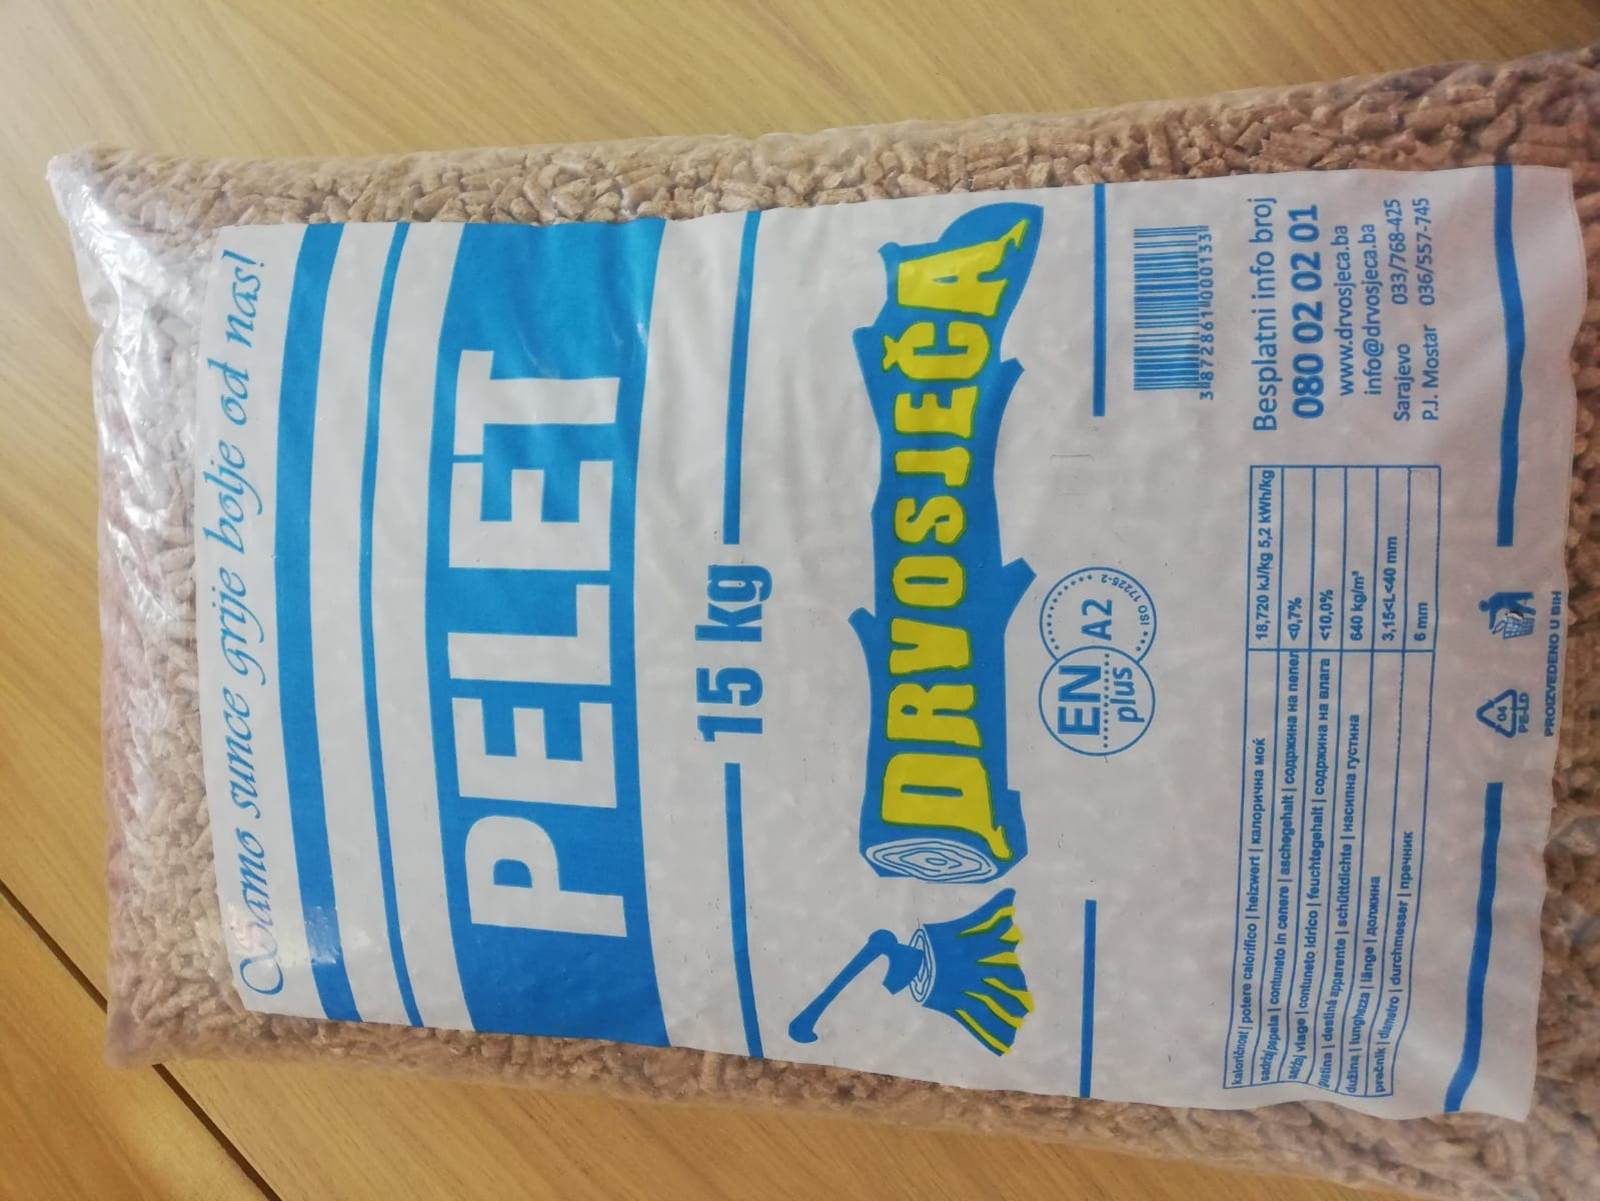 Samo sunce grije bolje od nas!
PELET
15 kg
DRVOSJEČA
EN
plus
A2
ISO 17225-2
kaloričnost | potere calorifico | heizwert | калорична моќ 18,720 kJ/kg 5,2 kWh/kg
sadržaj pepela | contuneto in cenere | aschegehalt | содржина на пепел <0,7%
sadržaj vlage | contuneto idrico | feuchtegehalt | содржина на влага <10,0%
gustina | destină apparente | schüttdichte | насипна густина 640 kg/m³
dužina | lunghezza | länge | должина 3,15<L<40 mm
prečnik | diametro | durchmesser | пречник 6 mm
3872861000013
Besplatni info broj
080 02 02 01
www.drvosjeca.ba
info@drvosjeca.ba
Sarajevo 033/768-425
P.J. Mostar 036/557-745
04
PE-LD
PROIZVEDENO U BIH